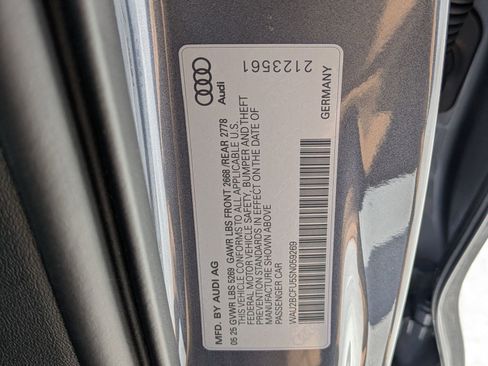 Audi
2123561
MFD. BY AUDI AG
GERMANY
05 25 GVWR LBS 5269 GAWR LBS FRONT 2668 /REAR 2778
THIS VEHICLE CONFORMS TO ALL APPLICABLE U.S.
FEDERAL MOTOR VEHICLE SAFETY, BUMPER AND THEFT
PREVENTION STANDARDS IN EFFECT ON THE DATE OF
MANUFACTURE SHOWN ABOVE
PASSENGER CAR
WAU2BCFU5SN059269